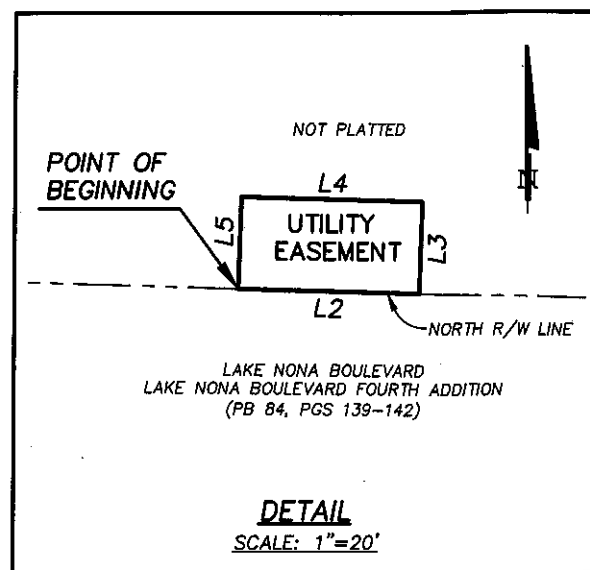 NOT PLATTED
N
POINT OF
BEGINNING
L4
L5
UTILITY
EASEMENT
L3
L2
NORTH R/W LINE
LAKE NONA BOULEVARD
LAKE NONA BOULEVARD FOURTH ADDITION
(PB 84, PGS 139-142)
DETAIL
SCALE: 1"=20'